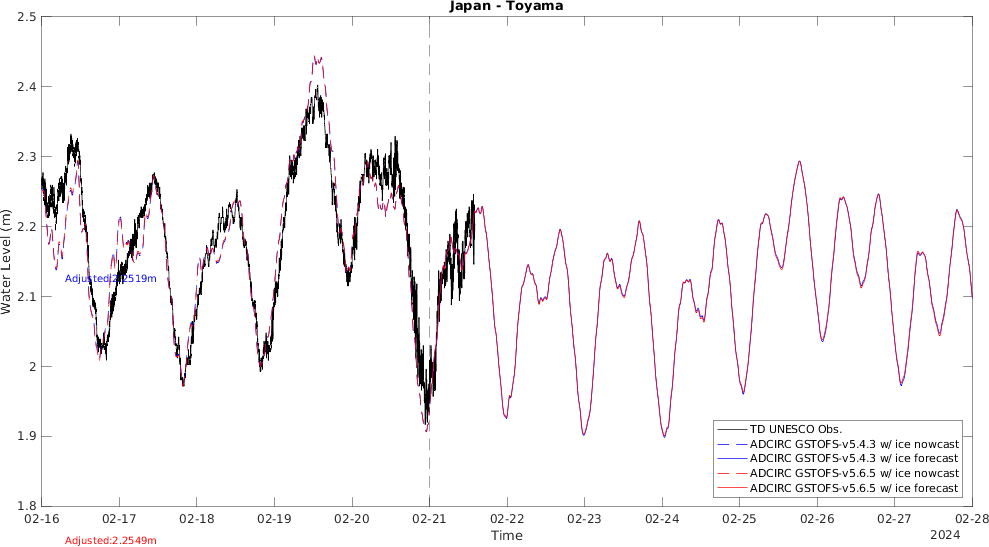 Japan - Toyama
2.5
2.4
2.3
2.2
2.1
2
1.9
1.8
Water Level (m)
Adjusted:2.2519m
TD UNESCO Obs.
ADCIRC GSTOFS-v5.4.3 w/ ice nowcast
ADCIRC GSTOFS-v5.4.3 w/ ice forecast
ADCIRC GSTOFS-v5.6.5 w/ ice nowcast
ADCIRC GSTOFS-v5.6.5 w/ ice forecast
02-16 02-17 02-18 02-19 02-20 02-21 02-22 02-23 02-24 02-25 02-26 02-27 02-28
Time
2024
Adjusted:2.2549m